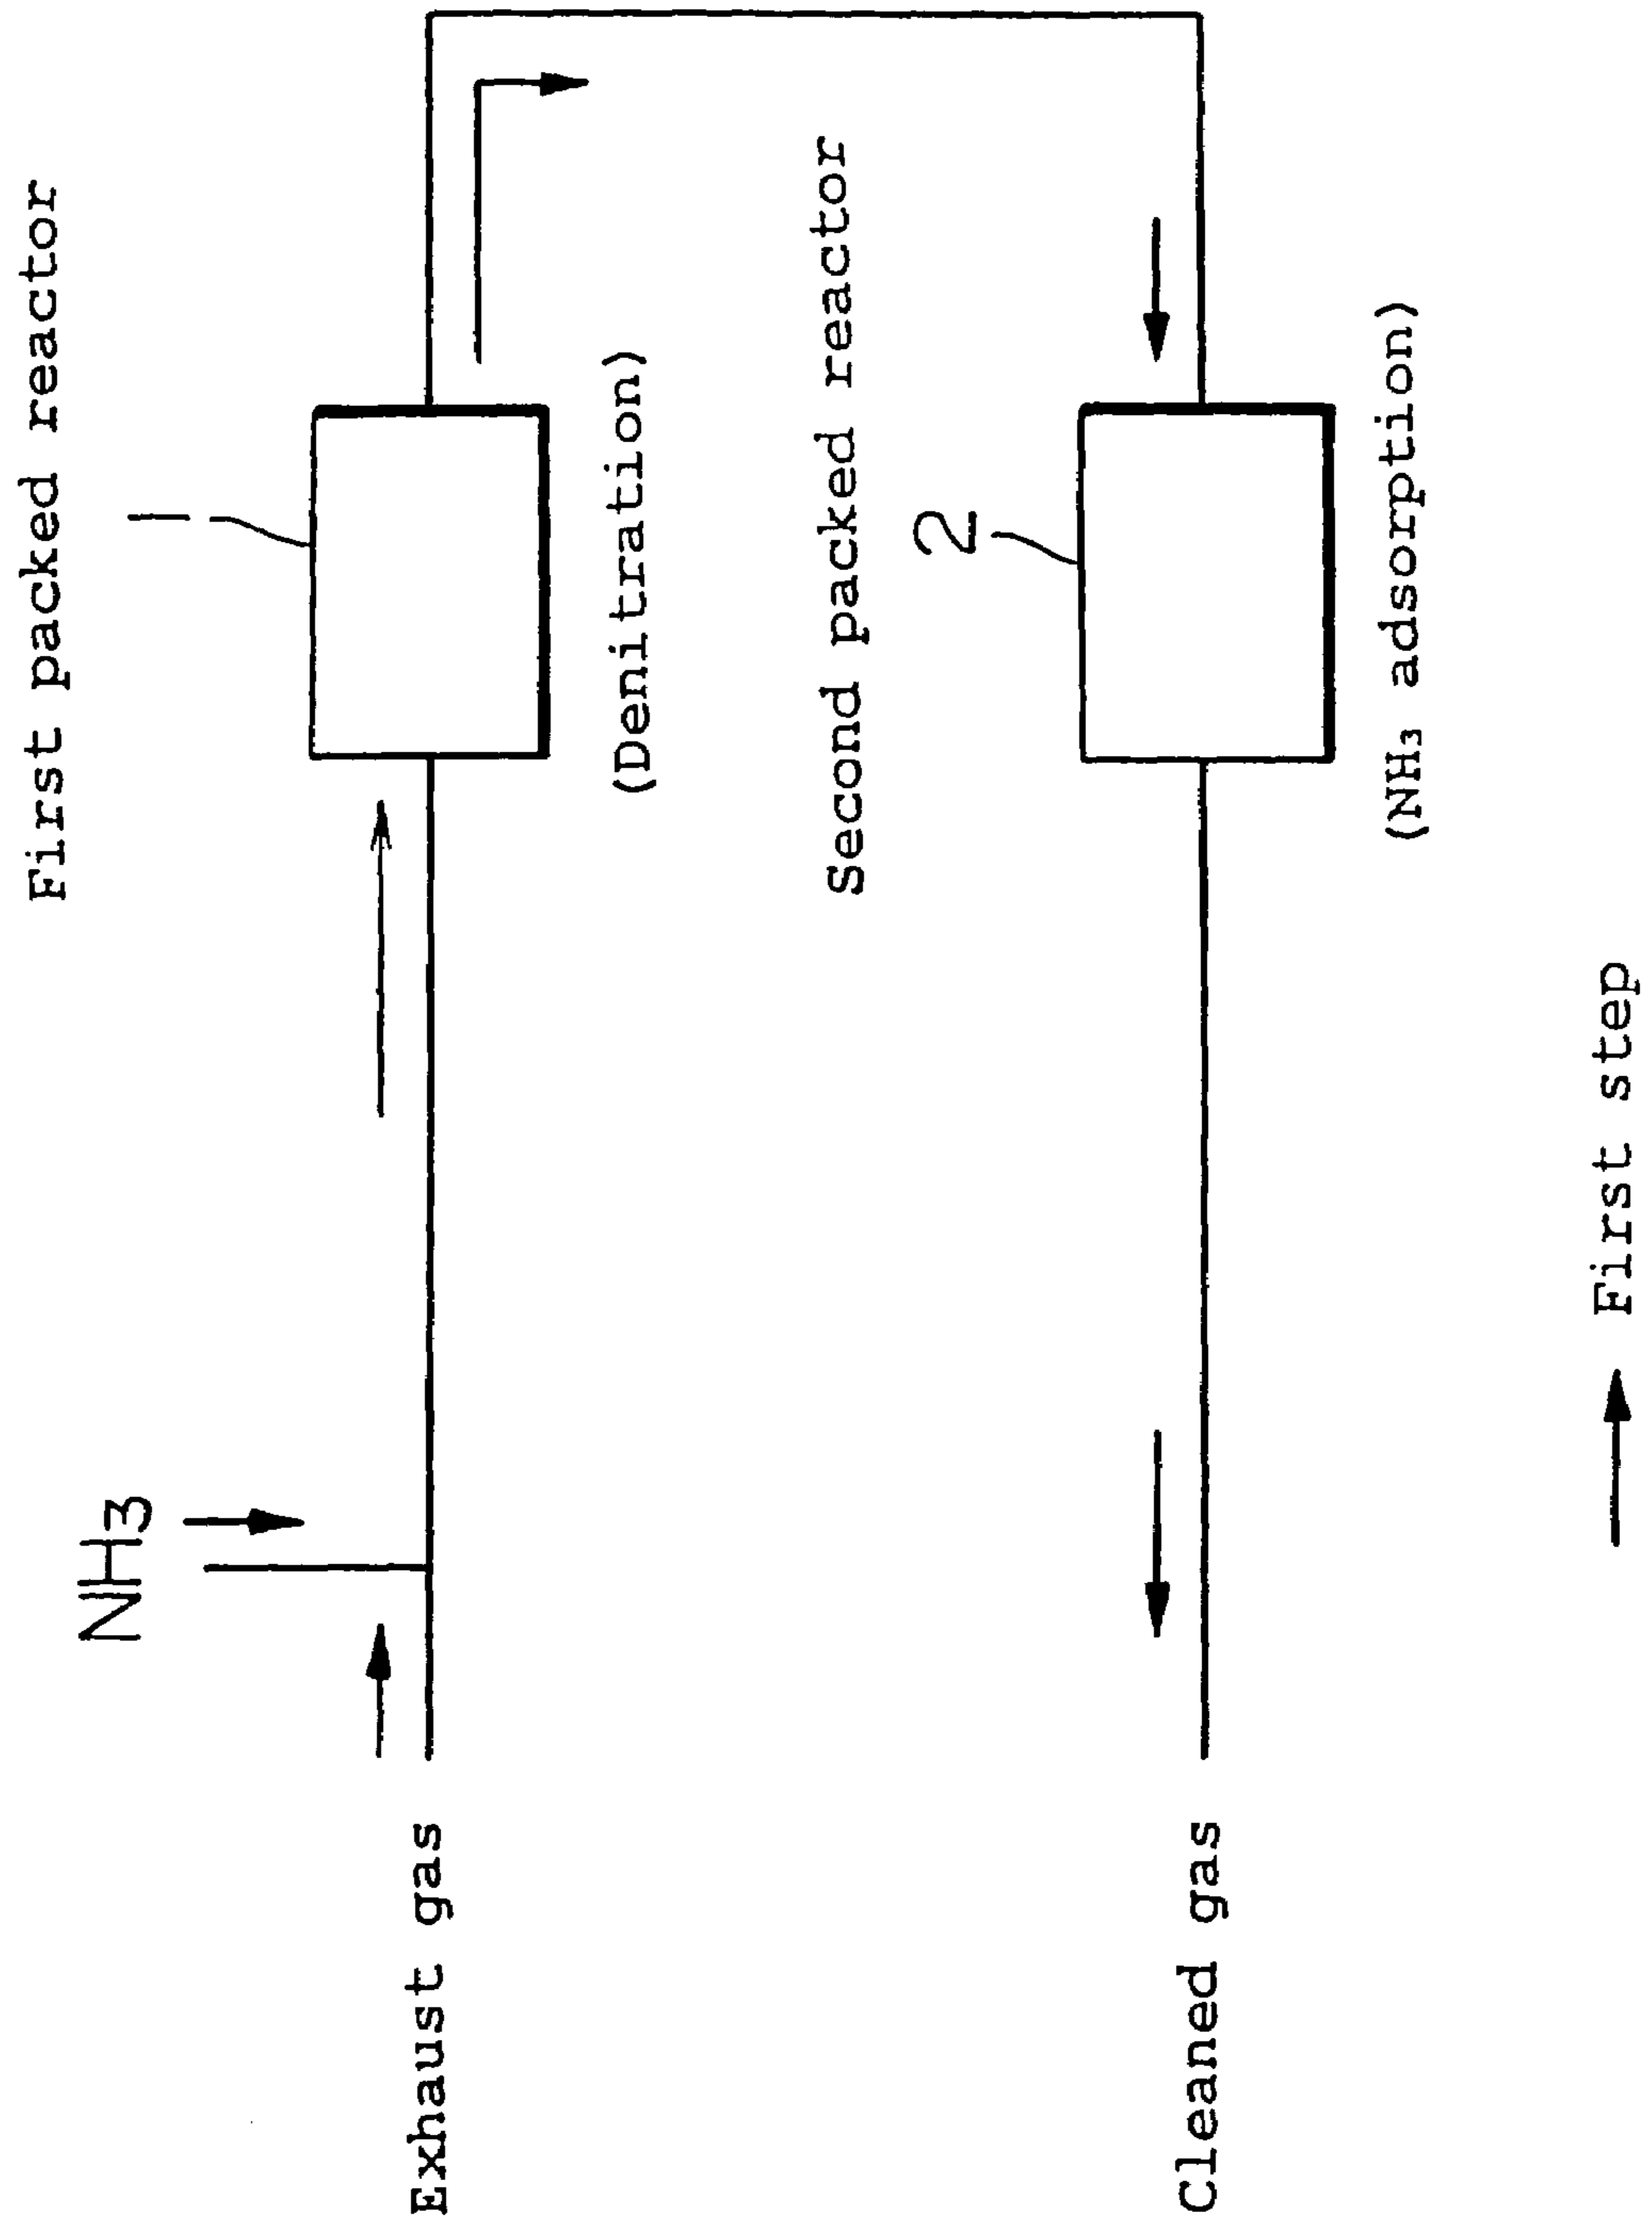 First packed reactor
NH3
1
Exhaust gas
(Denitration)
Second packed reactor
2
Cleaned gas
(NH₃ adsorption)
First step